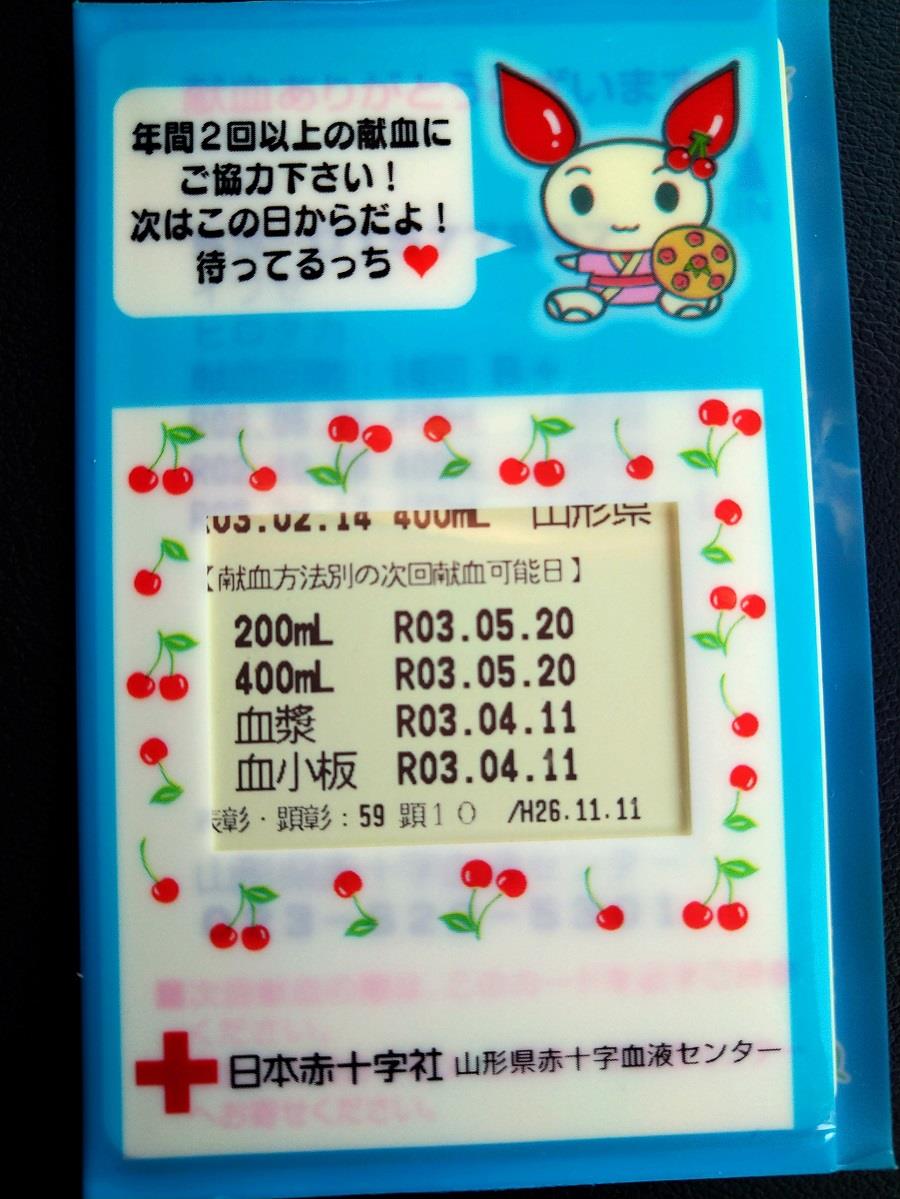 年間2回以上の献血に
ご協力下さい!
次はこの日からだよ!
待ってるっち♥
R03.02.14 400mL 山形県
【献血方法別の次回献血可能日】
200mL R03.05.20
400mL R03.05.20
血漿 R03.04.11
血小板 R03.04.11
表彰・顕彰:59 顕10 /H26.11.11
日本赤十字社 山形県赤十字血液センター